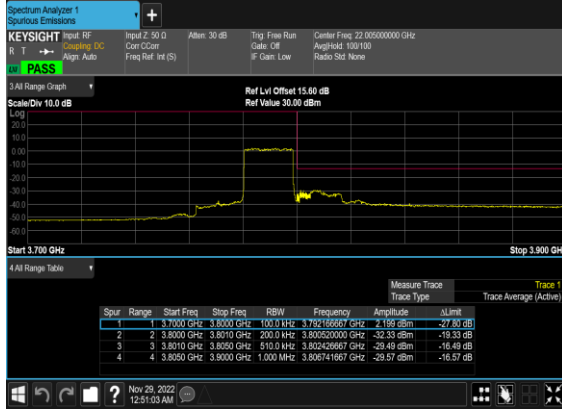 Spectrum Analyzer 1
Spurious Emissions
KEYSIGHT
R T
Input: RF
Coupling: DC
Align: Auto
Input Z: 50 Ω
Corr CCorr
Freq Ref: Int (S)
Atten: 30 dB
Trig: Free Run
Gate: Off
IF Gain: Low
Center Freq: 22.005000000 GHz
Avg|Hold: 100/100
Radio Std: None
PASS
3 All Range Graph
Scale/Div 10.0 dB
Ref Lvl Offset 15.60 dB
Ref Value 30.00 dBm
Log
20.0
10.0
0.00
-10.0
-20.0
-30.0
-40.0
-50.0
-60.0
Start 3.700 GHz
Stop 3.900 GH
4 All Range Table
Measure Trace Trace 1
Trace Type Trace Average (Active)
Spur Range Start Freq Stop Freq RBW Frequency Amplitude ΔLimit
1 1 3.7000 GHz 3.8000 GHz 100.0 kHz 3.792166667 GHz 2.199 dBm -27.80 dB
2 2 3.8000 GHz 3.8010 GHz 200.0 kHz 3.800520000 GHz -32.33 dBm -19.33 dB
3 3 3.8010 GHz 3.8050 GHz 510.0 kHz 3.802426667 GHz -29.49 dBm -16.49 dB
4 4 3.8050 GHz 3.9000 GHz 1.000 MHz 3.806741667 GHz -29.57 dBm -16.57 dB
?
Nov 29, 2022
12:51:03 AM